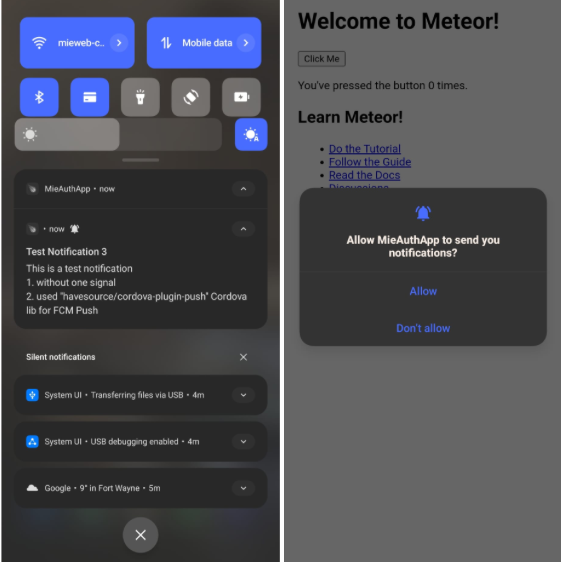 mieweb-c..
Mobile data
MieAuthApp • now
• now
Test Notification 3
This is a test notification
1. without one signal
2. used "havesource/cordova-plugin-push" Cordova
lib for FCM Push
Silent notifications
System UI • Transferring files via USB • 4m
System UI • USB debugging enabled • 4m
Google • 9° in Fort Wayne • 5m
Welcome to Meteor!
Click Me
You've pressed the button 0 times.
Learn Meteor!
• Do the Tutorial
• Follow the Guide
• Read the Docs
• Discussions
Allow MieAuthApp to send you
notifications?
Allow
Don't allow